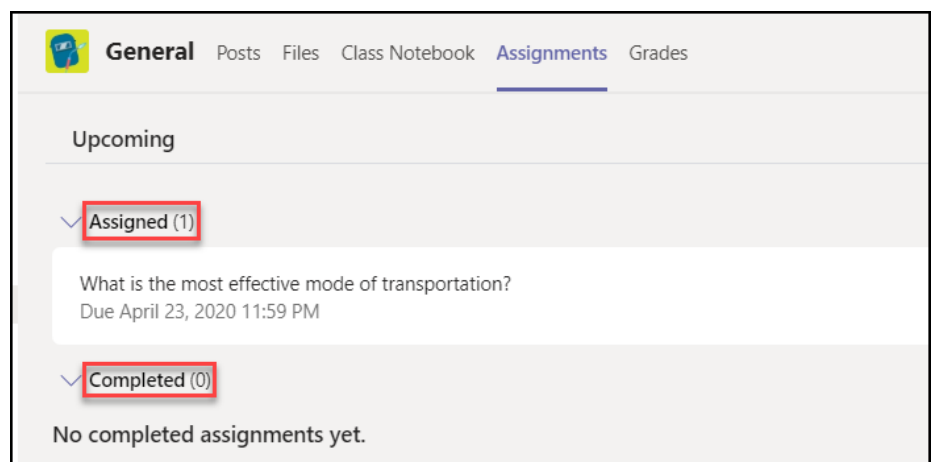 General Posts Files Class Notebook Assignments Grades
Upcoming
Assigned (1)
What is the most effective mode of transportation?
Due April 23, 2020 11:59 PM
Completed (0)
No completed assignments yet.